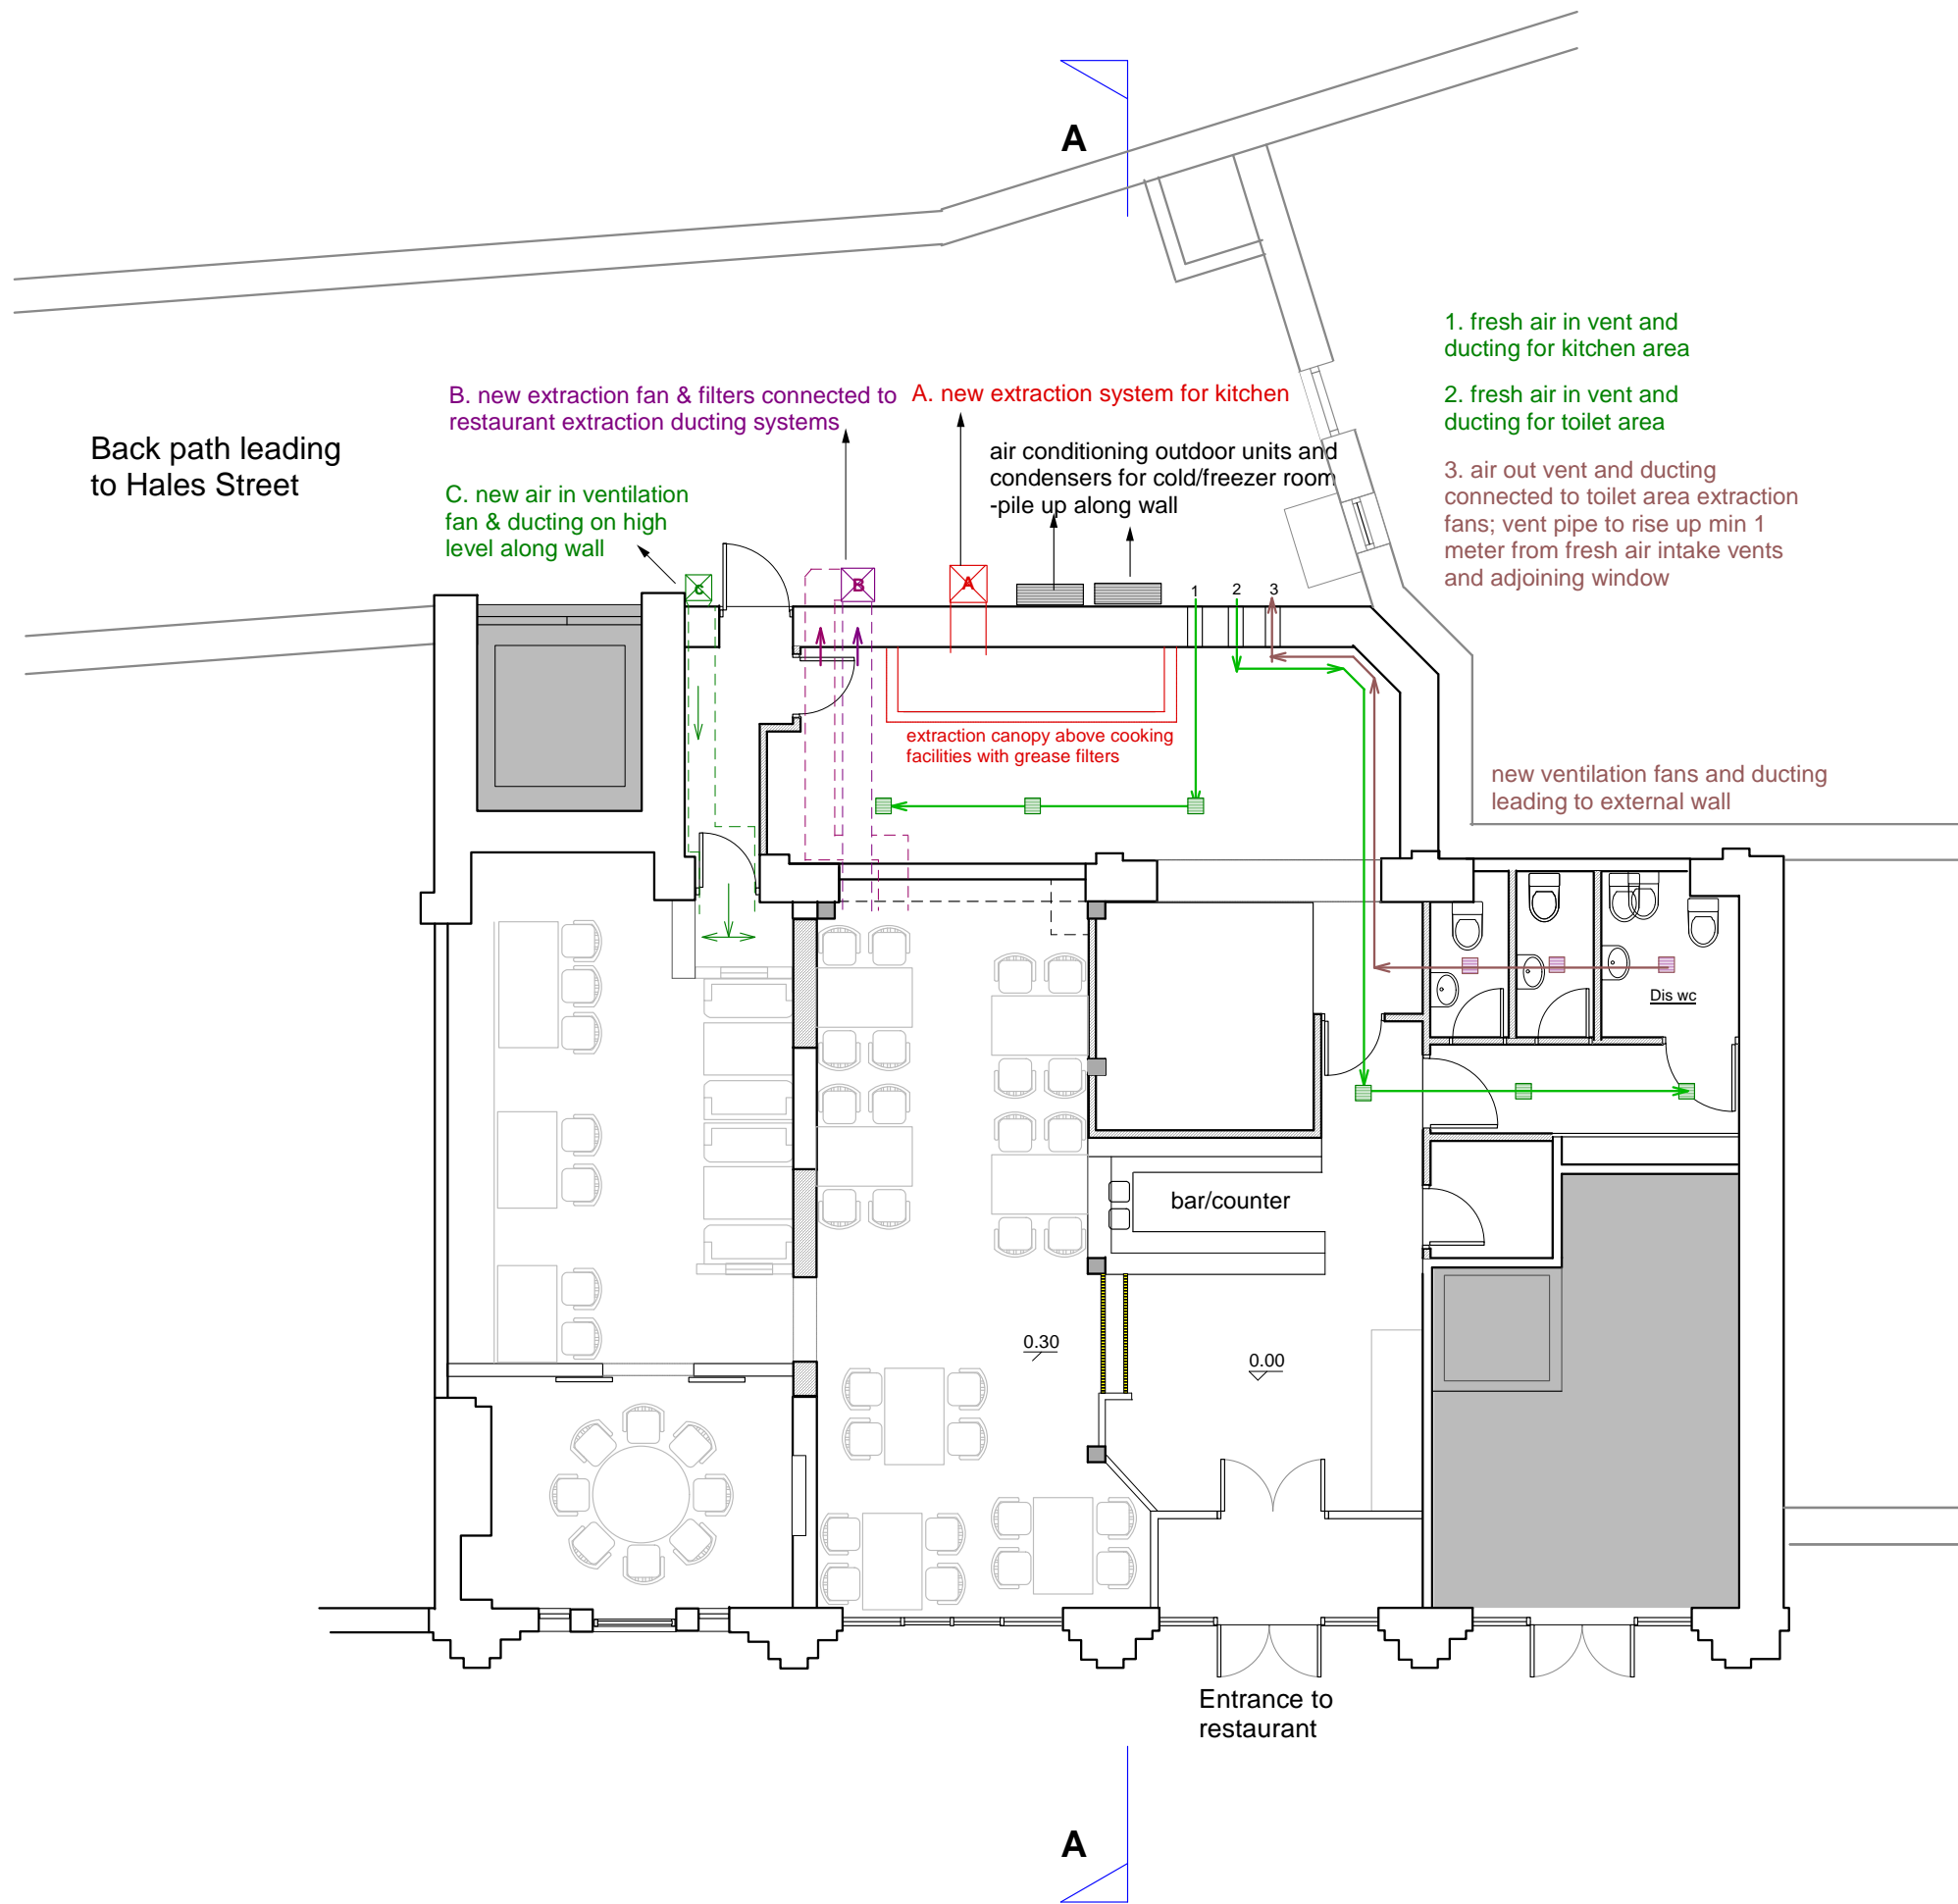 A
1. fresh air in vent and
ducting for kitchen area
2. fresh air in vent and
ducting for toilet area
3. air out vent and ducting
connected to toilet area extraction
fans; vent pipe to rise up min 1
meter from fresh air intake vents
and adjoining window
B. new extraction fan & filters connected to
restaurant extraction ducting systems
A. new extraction system for kitchen
Back path leading
to Hales Street
air conditioning outdoor units and
condensers for cold/freezer room
-pile up along wall
C. new air in ventilation
fan & ducting on high
level along wall
C
B
A
1
2
3
extraction canopy above cooking
facilities with grease filters
new ventilation fans and ducting
leading to external wall
Dis wc
bar/counter
0.30
0.00
Entrance to
restaurant
A